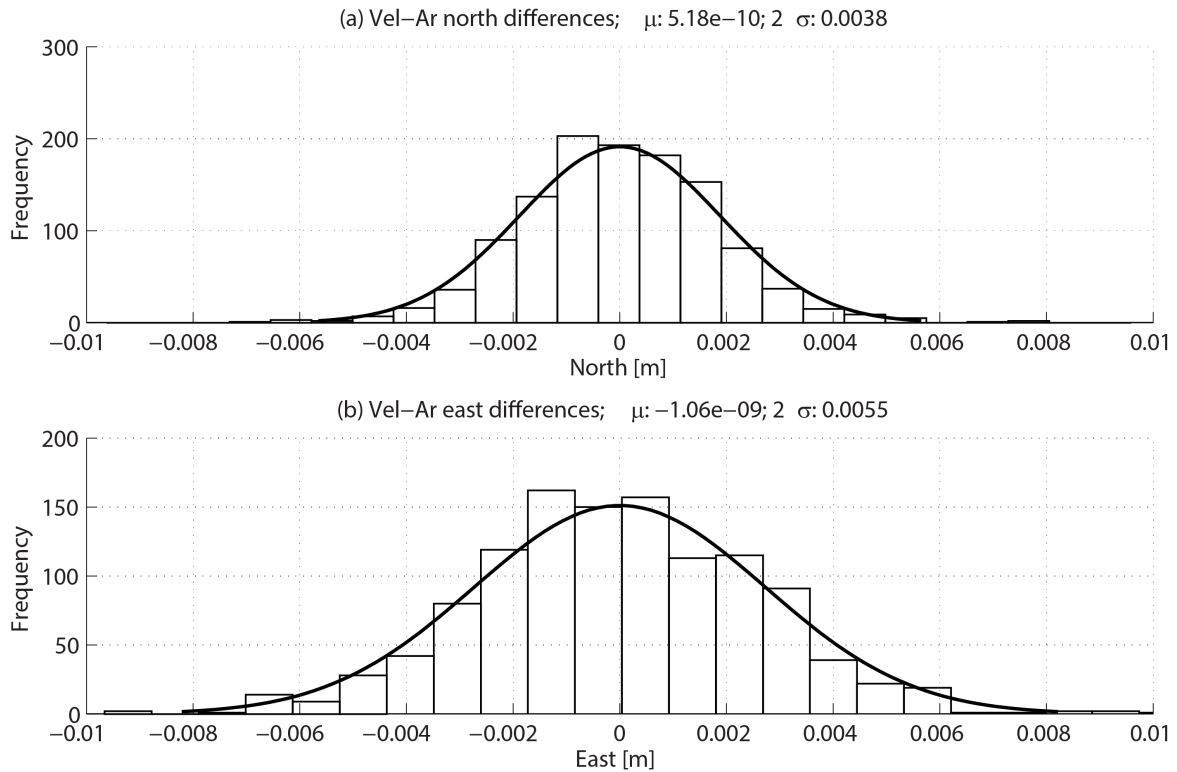 (a) Vel−Ar north differices; μ: 5.18e−10; 2 σ: 0.0038
300
200
100
0
Frequency
−0.01 −0.008 −0.006 −0.004 −0.002 0 0.002 0.004 0.006 0.008 0.01
North [m]
(b) Vel−Ar east differences; μ: −1.06e−09; 2 σ: 0.0055
200
150
100
50
0
Frequency
−0.01 −0.008 −0.006 −0.004 −0.002 0 0.002 0.004 0.006 0.008 0.01
East [m]